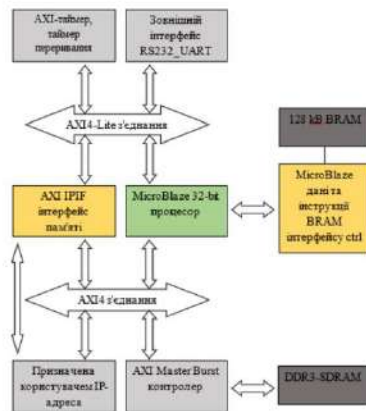 AXI-таймер,
таймер
переривання
Зовнішній
інтерфейс
RS232_UART
AXI4-Lite з'єднання
128 kB BRAM
AXI IPIF
інтерфейс
пам'яті
MicroBlaze 32-bit
процесор
MicroBlaze
дані та
інструкції
BRAM
інтерфейсу ctrl
AXI4 з'єднання
Призначена
користувачем IP-
адреса
AXI Master Burst
контролер
DDR3-SDRAM